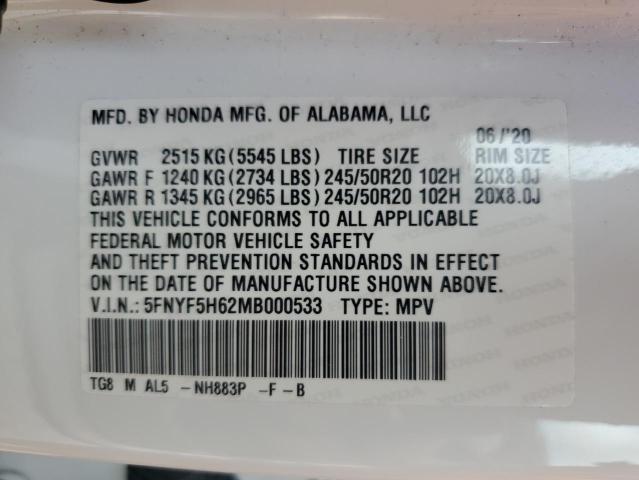 MFD. BY HONDA MFG. OF ALABAMA, LLC
06/'20
GVWR 2515 KG (5545 LBS) TIRE SIZE RIM SIZE
GAWR F 1240 KG (2734 LBS) 245/50R20 102H 20X8.0J
GAWR R 1345 KG (2965 LBS) 245/50R20 102H 20X8.0J
THIS VEHICLE CONFORMS TO ALL APPLICABLE
FEDERAL MOTOR VEHICLE SAFETY
AND THEFT PREVENTION STANDARDS IN EFFECT
ON THE DATE OF MANUFACTURE SHOWN ABOVE.
V.I.N.: 5FNYF5H62MB000533 TYPE: MPV
TG8 M AL5 -NH883P -F -B